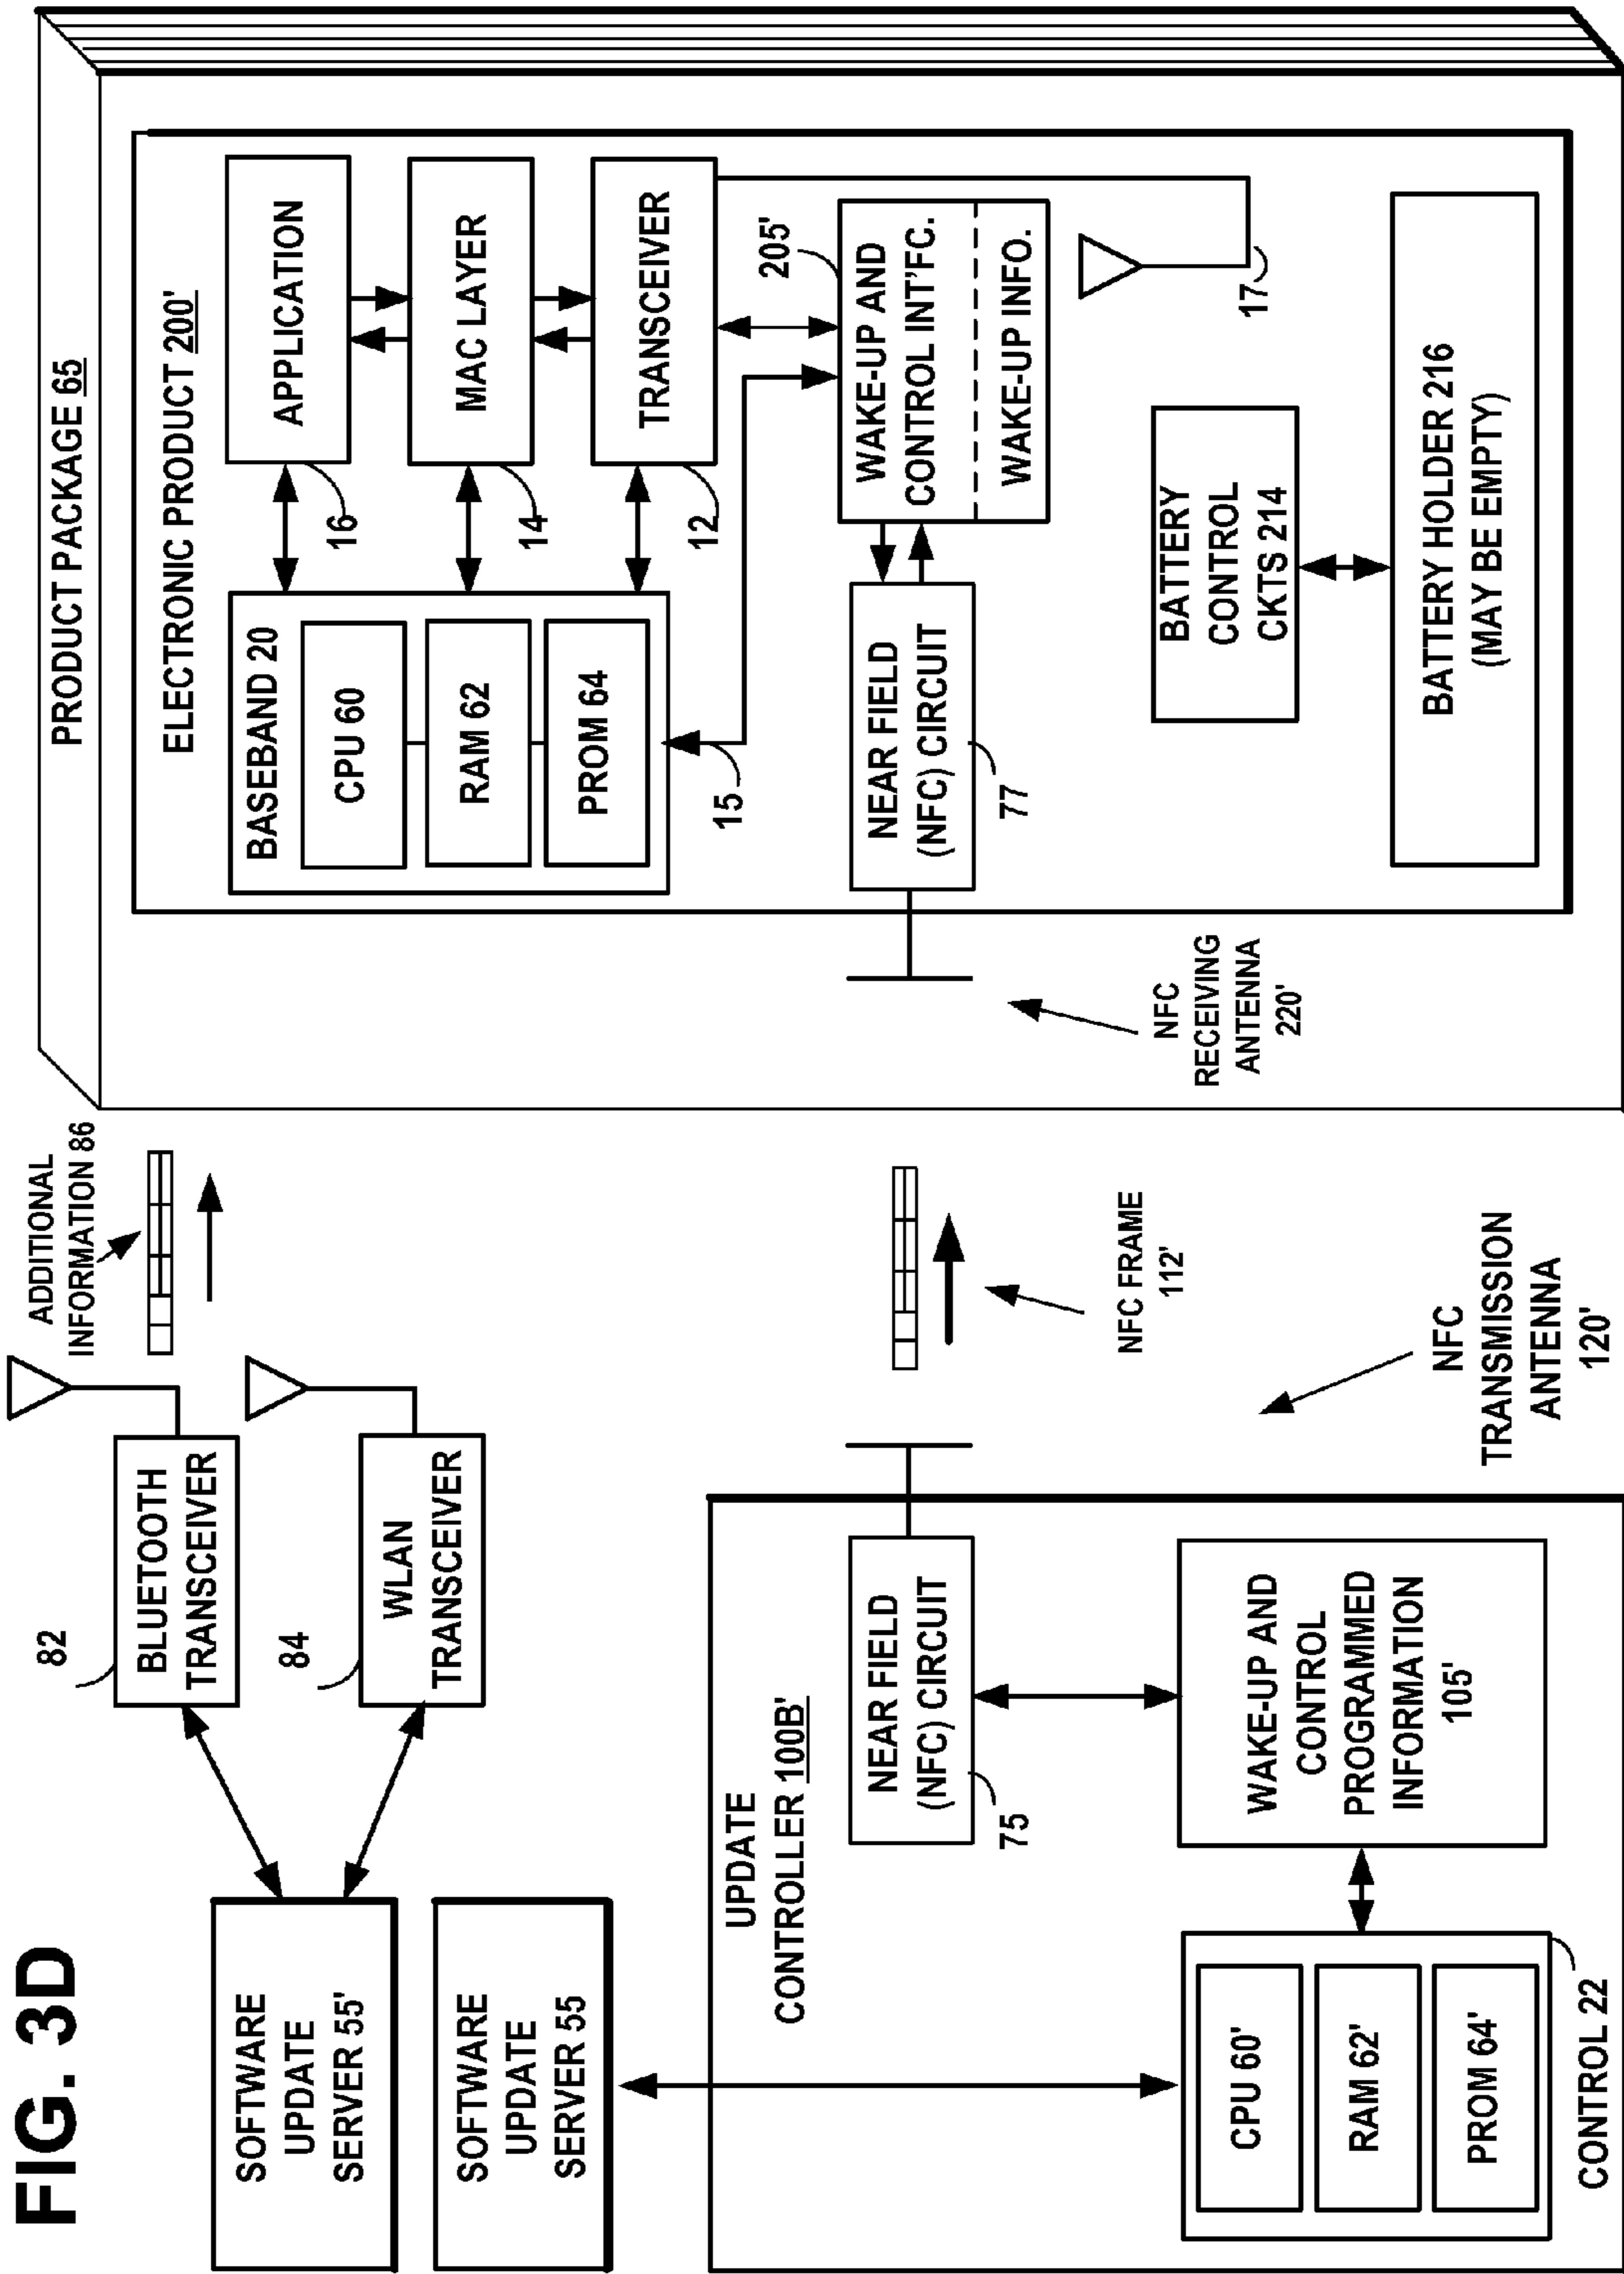 FIG. 3D
SOFTWARE
UPDATE
SERVER 55'
SOFTWARE
UPDATE
SERVER 55
82
BLUETOOTH
TRANSCEIVER
84
WLAN
TRANSCEIVER
ADDITIONAL
INFORMATION 86
UPDATE
CONTROLLER 100B'
NEAR FIELD
(NFC) CIRCUIT
75
WAKE-UP AND
CONTROL
PROGRAMMED
INFORMATION
105'
CPU 60'
RAM 62'
PROM 64'
CONTROL 22
NFC FRAME
112'
NFC
TRANSMISSION
ANTENNA
120'
PRODUCT PACKAGE 65
ELECTRONIC PRODUCT 200'
BASEBAND 20
CPU 60
RAM 62
PROM 64
15
APPLICATION
16
MAC LAYER
14
TRANSCEIVER
12
205'
WAKE-UP AND
CONTROL INT'FC.
WAKE-UP INFO.
17
NEAR FIELD
(NFC) CIRCUIT
77
NFC
RECEIVING
ANTENNA
220'
BATTERY
CONTROL
CKTS 214
BATTERY HOLDER 216
(MAY BE EMPTY)